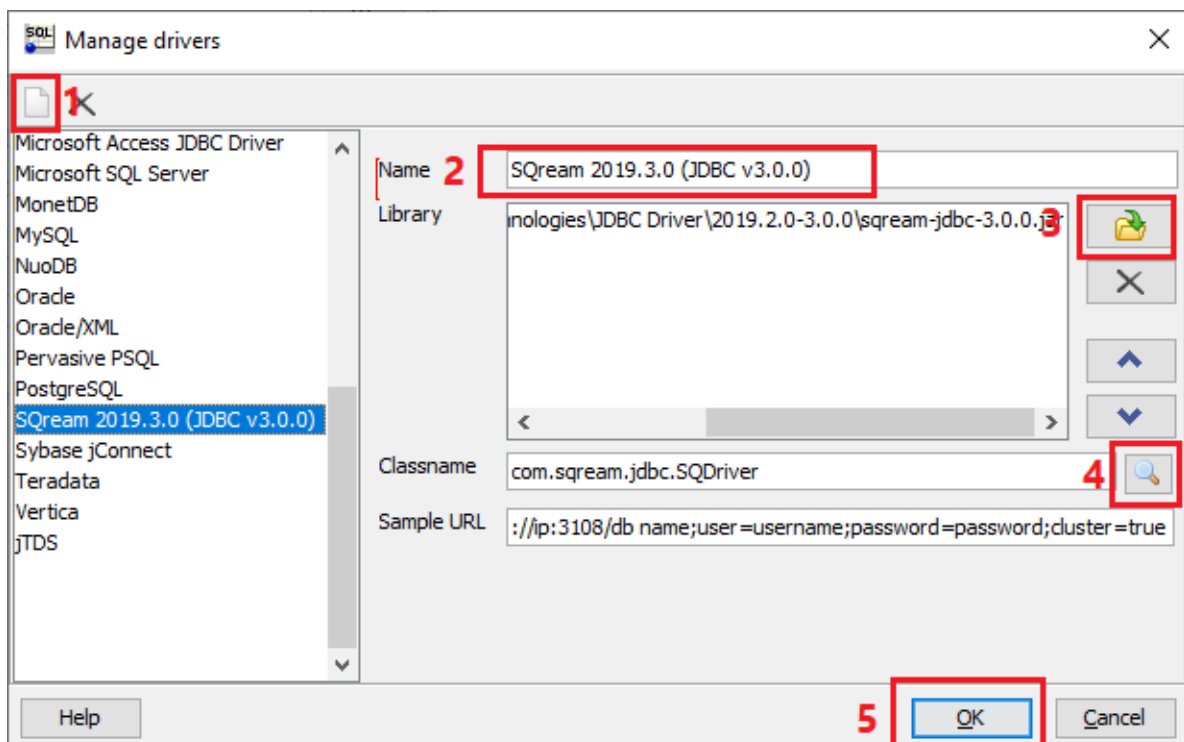 SQL Manage drivers
1
Microsoft Access JDBC Driver
Microsoft SQL Server
MonetDB
MySQL
NuoDB
Oracle
Oracle/XML
Pervasive PSQL
PostgreSQL
SQream 2019.3.0 (JDBC v3.0.0)
Sybase jConnect
Teradata
Vertica
jTDS
Name 2 SQream 2019.3.0 (JDBC v3.0.0)
Library nologies\JDBC Driver\2019.2.0-3.0.0\sqream-jdbc-3.0.0.jar 3
Classname com.sqream.jdbc.SQDriver 4
Sample URL ://ip:3108/db name;user=username;password=password;cluster=true
Help 5 OK Cancel